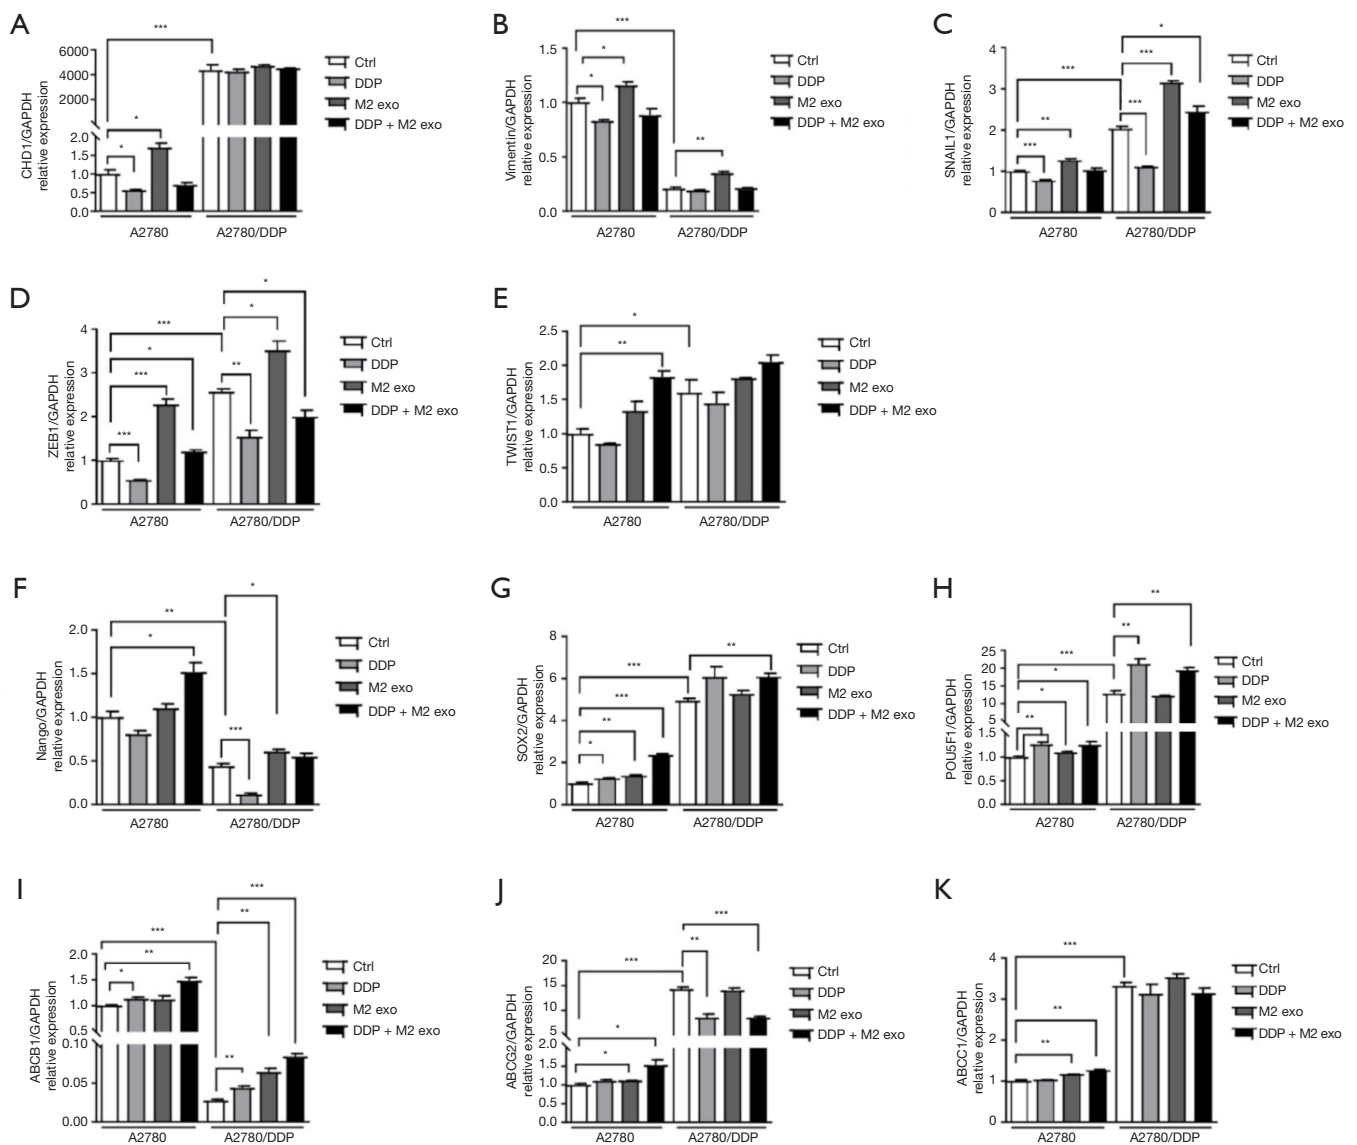 A
***
6000
4000
2000
2.0
1.5
1.0
0.5
0.0
CHD1/GAPDH
relative expression
*
*
A2780
A2780/DDP
Ctrl
DDP
M2 exo
DDP + M2 exo
B
***
1.5
1.0
0.5
0.0
Vimentin/GAPDH
relative expression
*
*
**
A2780
A2780/DDP
Ctrl
DDP
M2 exo
DDP + M2 exo
C
*
***
***
***
**
***
4
3
2
1
0
SNAIL1/GAPDH
relative expression
A2780
A2780/DDP
Ctrl
DDP
M2 exo
DDP + M2 exo
D
*
*
***
*
**
***
***
4
3
2
1
0
ZEB1/GAPDH
relative expression
A2780
A2780/DDP
Ctrl
DDP
M2 exo
DDP + M2 exo
E
*
**
2.5
2.0
1.5
1.0
0.5
0.0
TWIST1/GAPDH
relative expression
A2780
A2780/DDP
Ctrl
DDP
M2 exo
DDP + M2 exo
F
*
**
*
***
2.0
1.5
1.0
0.5
0.0
Nango/GAPDH
relative expression
A2780
A2780/DDP
Ctrl
DDP
M2 exo
DDP + M2 exo
G
**
***
***
**
*
8
6
4
2
0
SOX2/GAPDH
relative expression
A2780
A2780/DDP
Ctrl
DDP
M2 exo
DDP + M2 exo
H
**
**
***
*
*
**
25
20
15
10
5
1.5
1.0
0.5
0.0
POU5F1/GAPDH
relative expression
A2780
A2780/DDP
Ctrl
DDP
M2 exo
DDP + M2 exo
I
***
**
***
**
*
**
2.0
1.5
1.0
0.5
0.10
0.05
0.00
ABCB1/GAPDH
relative expression
A2780
A2780/DDP
Ctrl
DDP
M2 exo
DDP + M2 exo
J
***
**
***
*
*
20
15
10
5
2.0
1.5
1.0
0.5
0.0
ABCG2/GAPDH
relative expression
A2780
A2780/DDP
Ctrl
DDP
M2 exo
DDP + M2 exo
K
***
**
**
4
3
2
1
0
ABCC1/GAPDH
relative expression
A2780
A2780/DDP
Ctrl
DDP
M2 exo
DDP + M2 exo